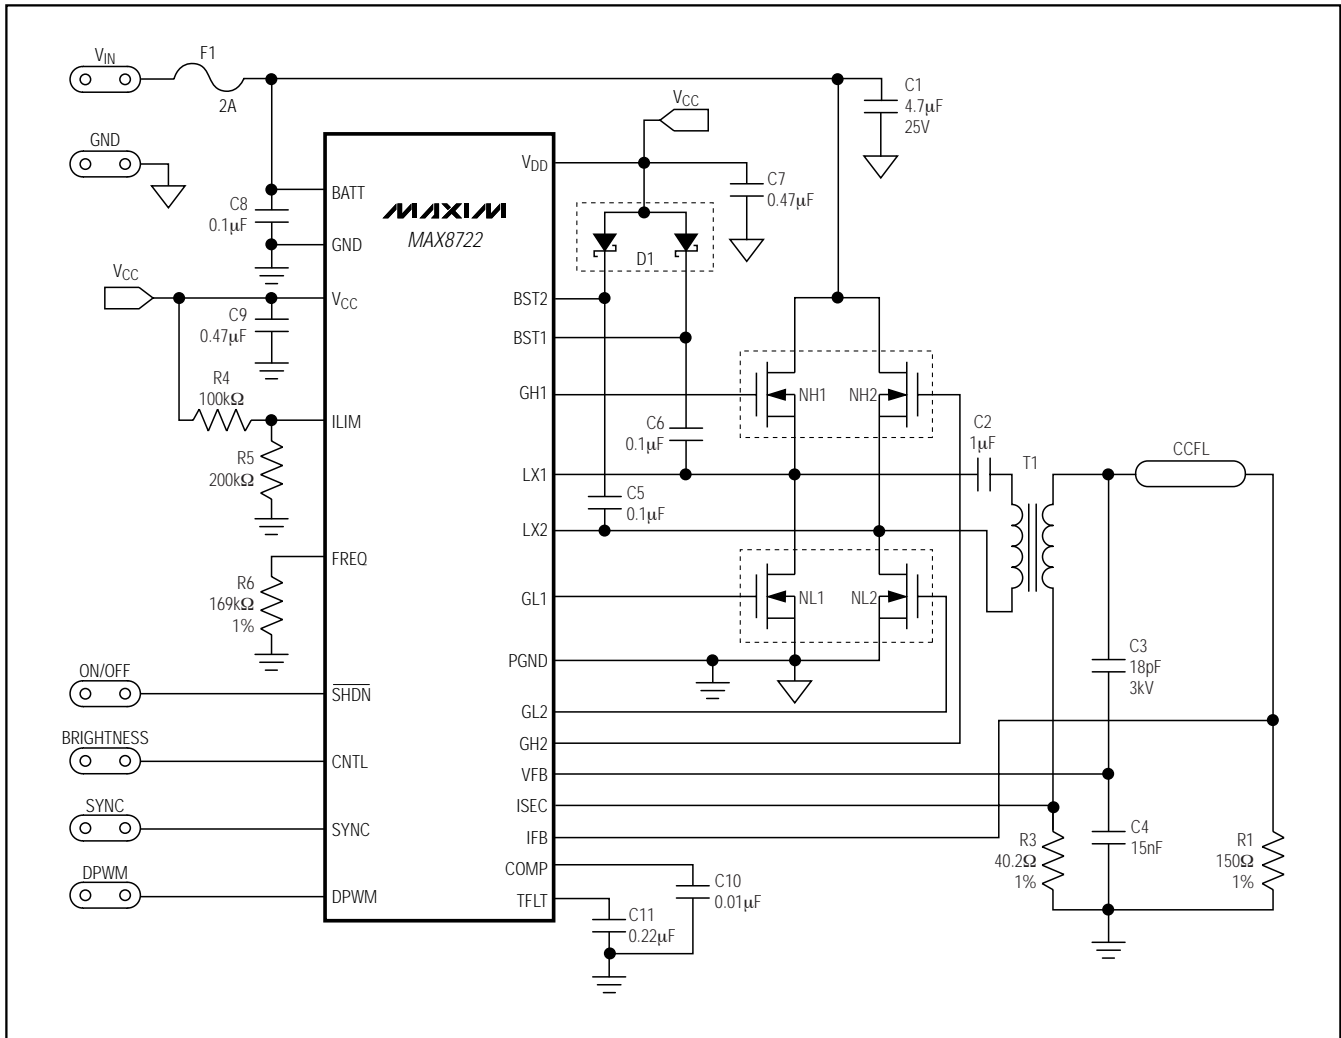 VIN
F1
2A
C1
4.7µF
25V
VCC
GND
VDD
C7
0.47µF
BATT
C8
0.1µF
MAXIM
MAX8722
D1
GND
VCC
VCC
BST2
C9
0.47µF
BST1
R4
100kΩ
GH1
NH1
NH2
ILIM
C6
0.1µF
C2
1µF
R5
200kΩ
LX1
T1
CCFL
C5
0.1µF
LX2
FREQ
R6
169kΩ
1%
GL1
NL1
NL2
PGND
C3
18pF
3kV
ON/OFF
SHDN
GL2
GH2
BRIGHTNESS
CNTL
VFB
ISEC
SYNC
SYNC
IFB
R3
40.2Ω
1%
C4
15nF
R1
150Ω
1%
COMP
DPWM
DPWM
TFLT
C10
0.01µF
C11
0.22µF